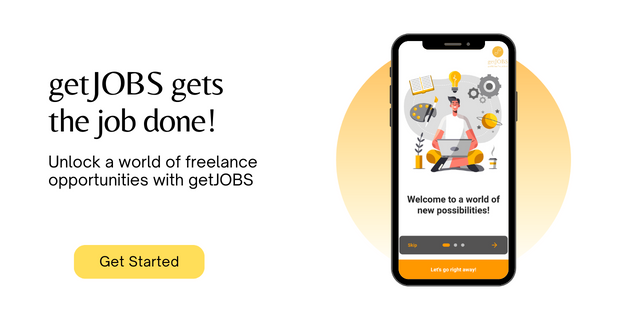 getJOBS gets
the job done!
Unlock a world of freelance
opportunities with getJOBS
Get Started
getJOBS
Welcome to a world of
new possibilities!
Skip
Let's go right away!